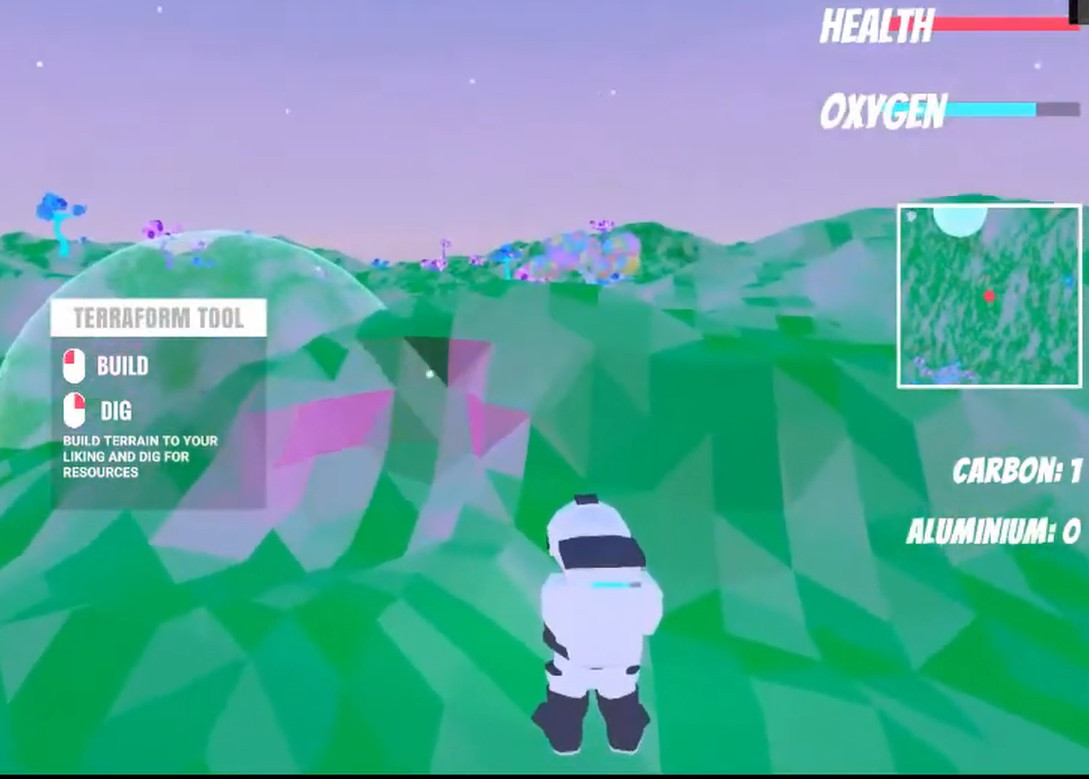 HEALTH
OXYGEN
TERRAFORM TOOL
BUILD
DIG
BUILD TERRAIN TO YOUR
LIKING AND DIG FOR
RESOURCES
CARBON: 1
ALUMINIUM: 0